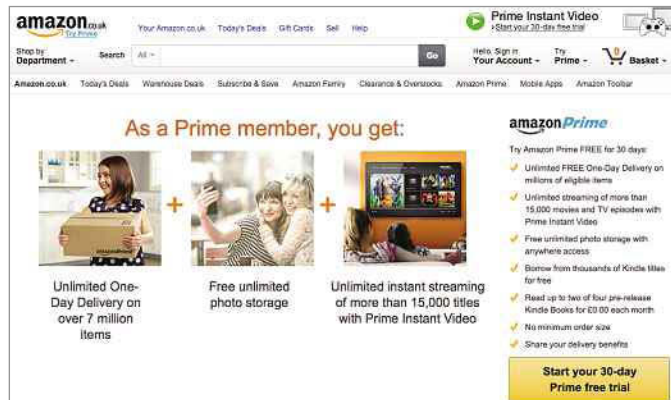 amazon.co.uk
Try Prime
Your Amazon.co.uk Today's Deals Gift Cards Sell Help
Prime Instant Video
Start your 30-day free trial
Shop by
Department
Search
All
Go
Hello. Sign in
Your Account
Try
Prime
0
Basket
Amazon.co.uk Today's Deals Warehouse Deals Subscribe & Save Amazon Family Clearance & Overstocks Amazon Prime Mobile Apps Amazon Toolbar
As a Prime member, you get:
amazon
+
+
Unlimited One-
Day Delivery on
over 7 million
items
Free unlimited
photo storage
Unlimited instant streaming
of more than 15,000 titles
with Prime Instant Video
amazonPrime
Try Amazon Prime FREE for 30 days:
Unlimited FREE One-Day Delivery on
millions of eligible items
Unlimited streaming of more than
15,000 movies and TV episodes with
Prime Instant Video
Free unlimited photo storage with
anywhere access
Borrow from thousands of Kindle titles
for free
Read up to two of four pre-release
Kindle Books for £0.00 each month
No minimum order size
Share your delivery benefits
Start your 30-day
Prime free trial